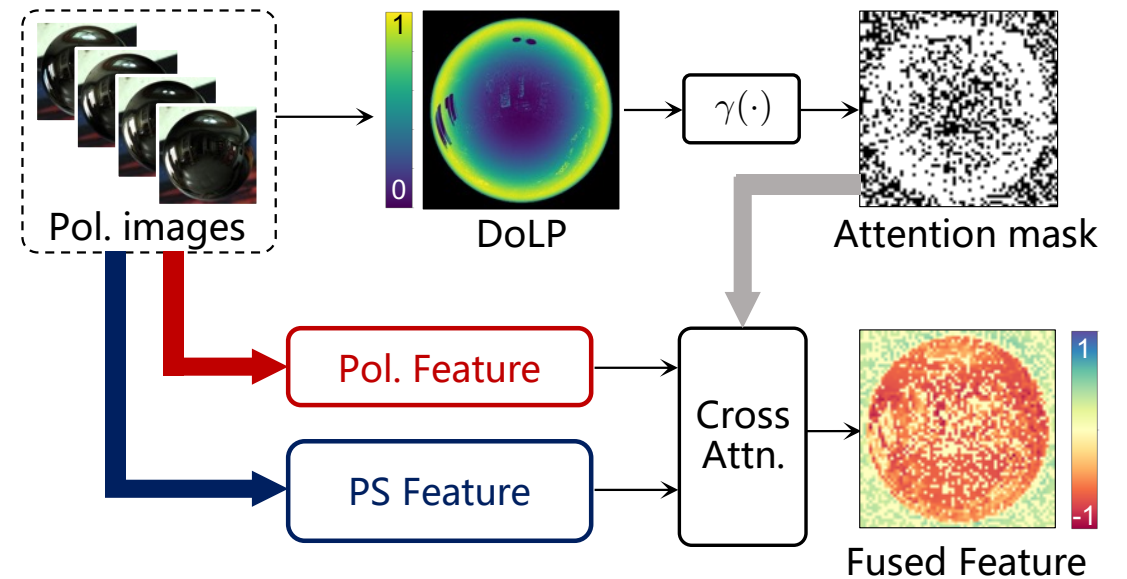 1
0
Pol. images
DoLP
γ(·)
Attention mask
Pol. Feature
PS Feature
Cross
Attn.
1
-1
Fused Feature